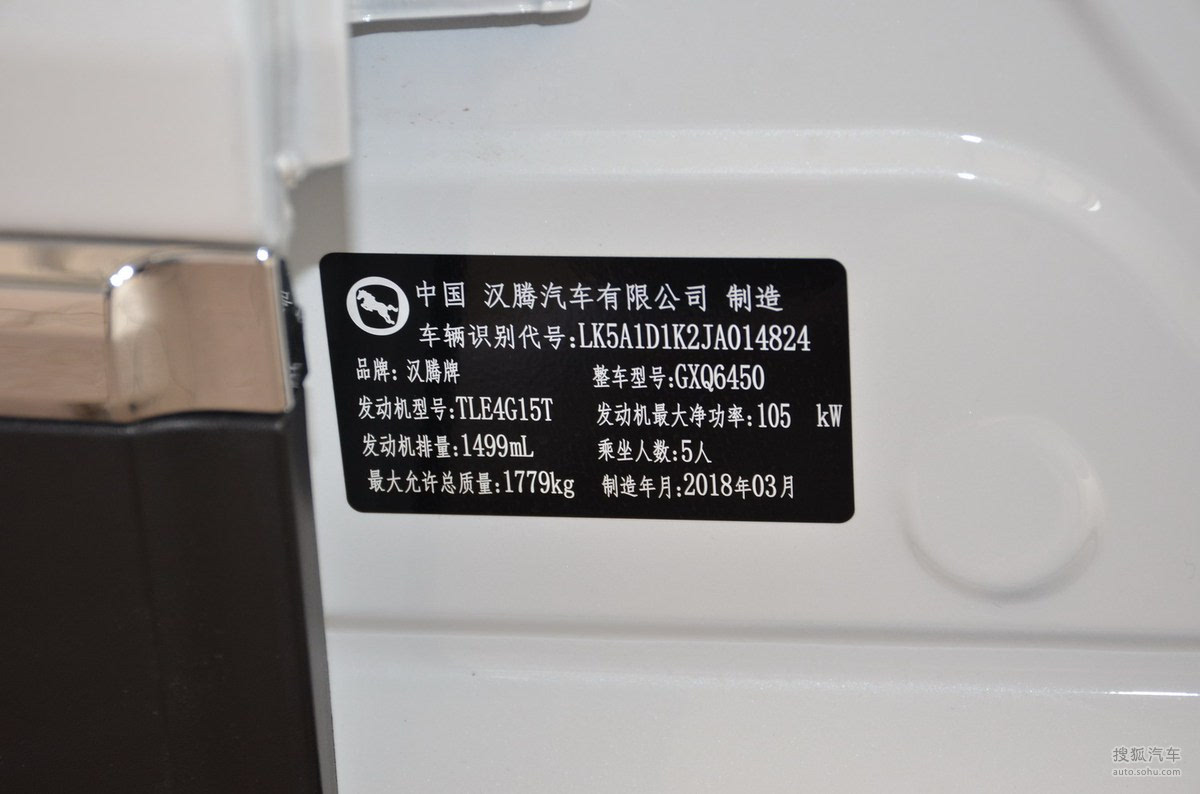 中国 汉腾汽车有限公司 制造
车辆识别代号:LK5A1D1K2JA014824
品牌:汉腾牌 整车型号:GXQ6450
发动机型号:TLE4G15T 发动机最大净功率:105 kW
发动机排量:1499mL 乘坐人数:5人
最大允许总质量:1779kg 制造年月:2018年03月
搜狐汽车
auto.sohu.com